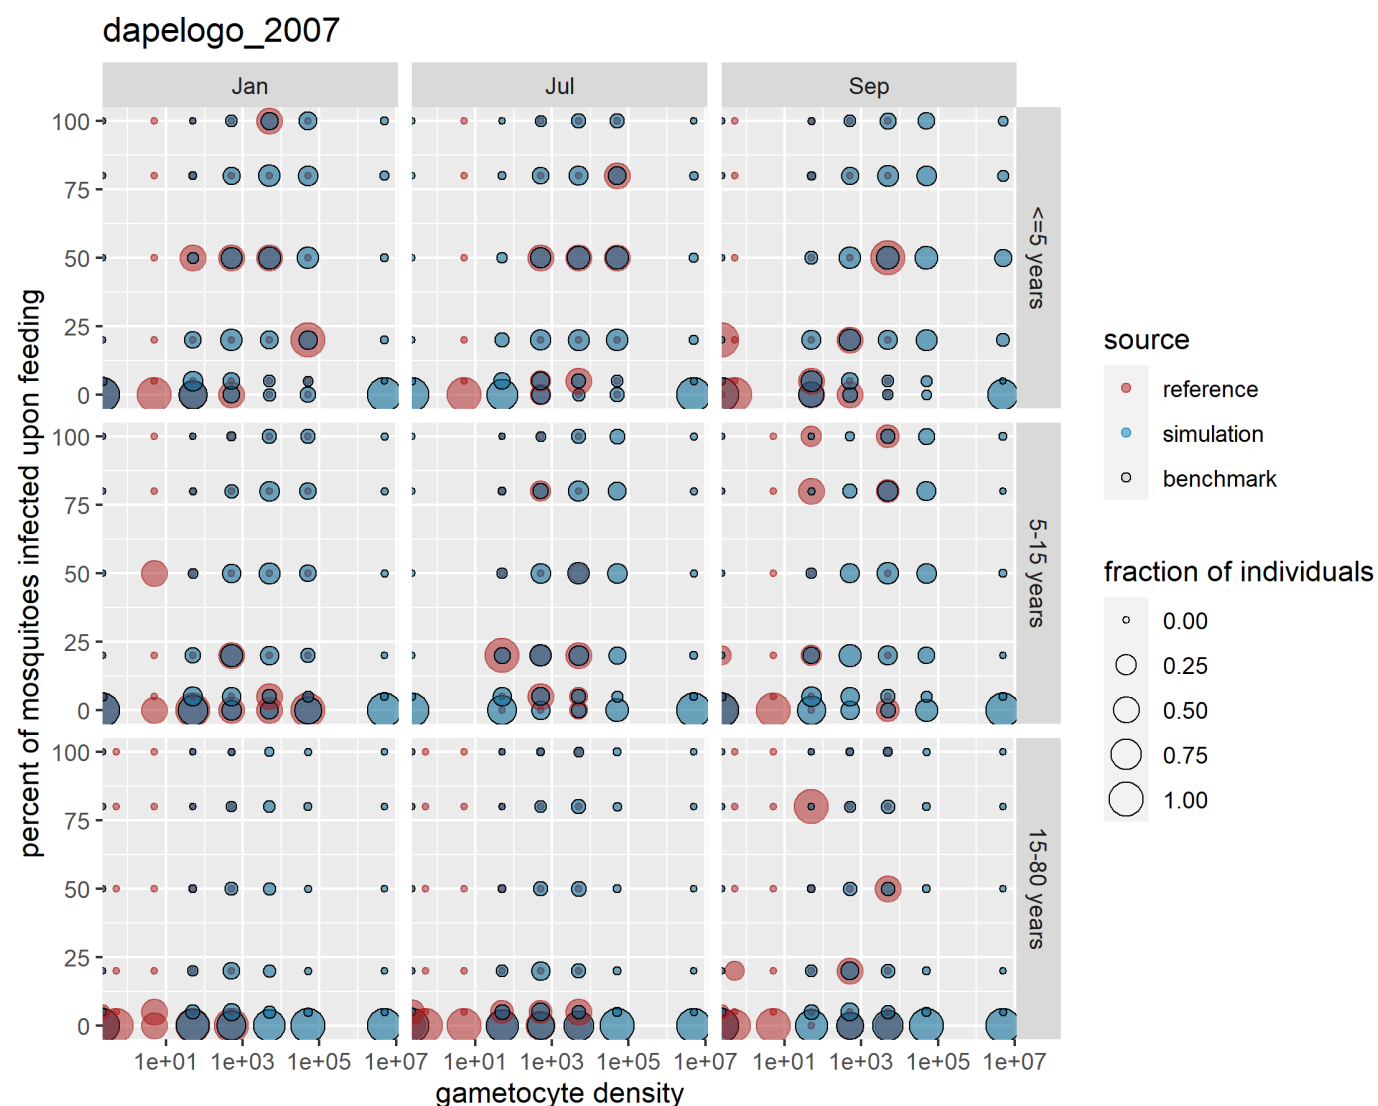 dapelogo_2007
Jan Jul Sep
100
75
50
25
0
<=5 years
100
75
50
25
0
5-15 years
100
75
50
25
0
15-80 years
percent of mosquitoes infected upon feeding
1e+01 1e+03 1e+05 1e+07 1e+01 1e+03 1e+05 1e+07 1e+01 1e+03 1e+05 1e+07
gametocyte density
source
reference
simulation
benchmark
fraction of individuals
0.00
0.25
0.50
0.75
1.00